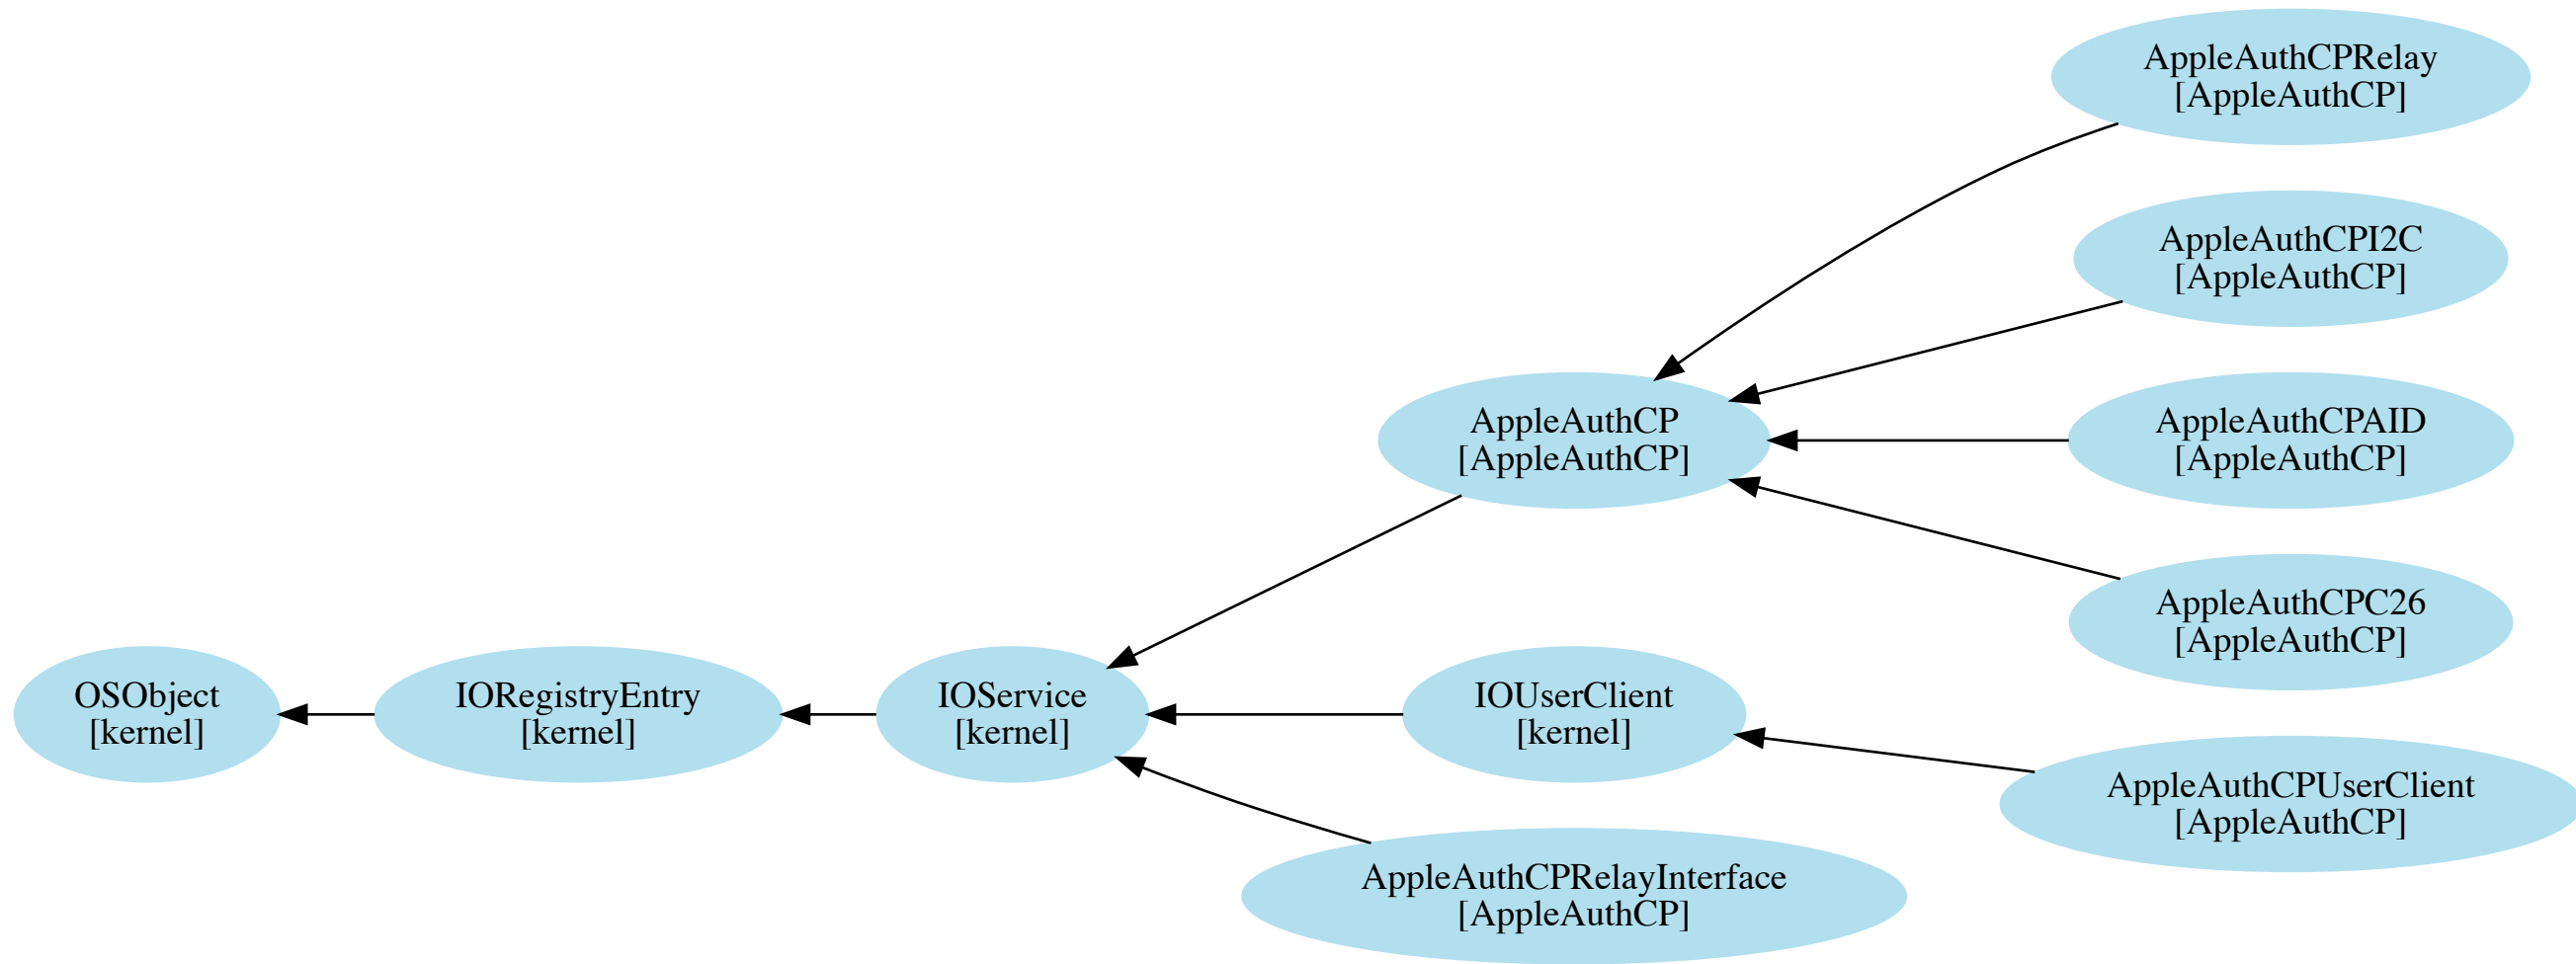 AppleAuthCPRelay
[AppleAuthCP]
AppleAuthCPI2C
[AppleAuthCP]
AppleAuthCP
[AppleAuthCP]
AppleAuthCPAID
[AppleAuthCP]
AppleAuthCPC26
[AppleAuthCP]
OSObject
[kernel]
IORegistryEntry
[kernel]
IOService
[kernel]
IOUserClient
[kernel]
AppleAuthCPUserClient
[AppleAuthCP]
AppleAuthCPRelayInterface
[AppleAuthCP]